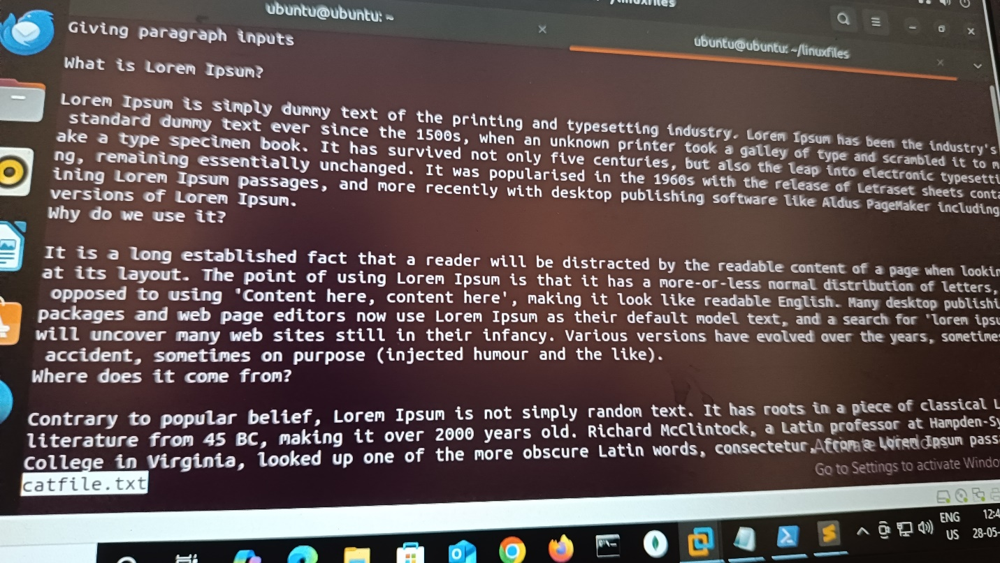 /linuxfiles
ubuntu@ubuntu: ~
ubuntu@ubuntu: ~/linuxfiles
Giving paragraph inputs
What is Lorem Ipsum?
Lorem Ipsum is simply dummy text of the printing and typesetting industry. Lorem Ipsum has been the industry's
standard dummy text ever since the 1500s, when an unknown printer took a galley of type and scrambled it to m
ake a type specimen book. It has survived not only five centuries, but also the leap into electronic typesetti
ng, remaining essentially unchanged. It was popularised in the 1960s with the release of Letraset sheets conta
ining Lorem Ipsum passages, and more recently with desktop publishing software like Aldus PageMaker including
versions of Lorem Ipsum.
Why do we use it?
It is a long established fact that a reader will be distracted by the readable content of a page when lookin
at its layout. The point of using Lorem Ipsum is that it has a more-or-less normal distribution of letters,
opposed to using 'Content here, content here', making it look like readable English. Many desktop publishi
packages and web page editors now use Lorem Ipsum as their default model text, and a search for 'lorem ipsu
will uncover many web sites still in their infancy. Various versions have evolved over the years, sometimes
accident, sometimes on purpose (injected humour and the like).
Where does it come from?
Contrary to popular belief, Lorem Ipsum is not simply random text. It has roots in a piece of classical L
literature from 45 BC, making it over 2000 years old. Richard McClintock, a Latin professor at Hampden-Sy
College in Virginia, looked up one of the more obscure Latin words, consectetur, from a Lorem Ipsum pass
catfile.txt
Go to Settings to activate Windo
ENG
US
12:4
28-05-